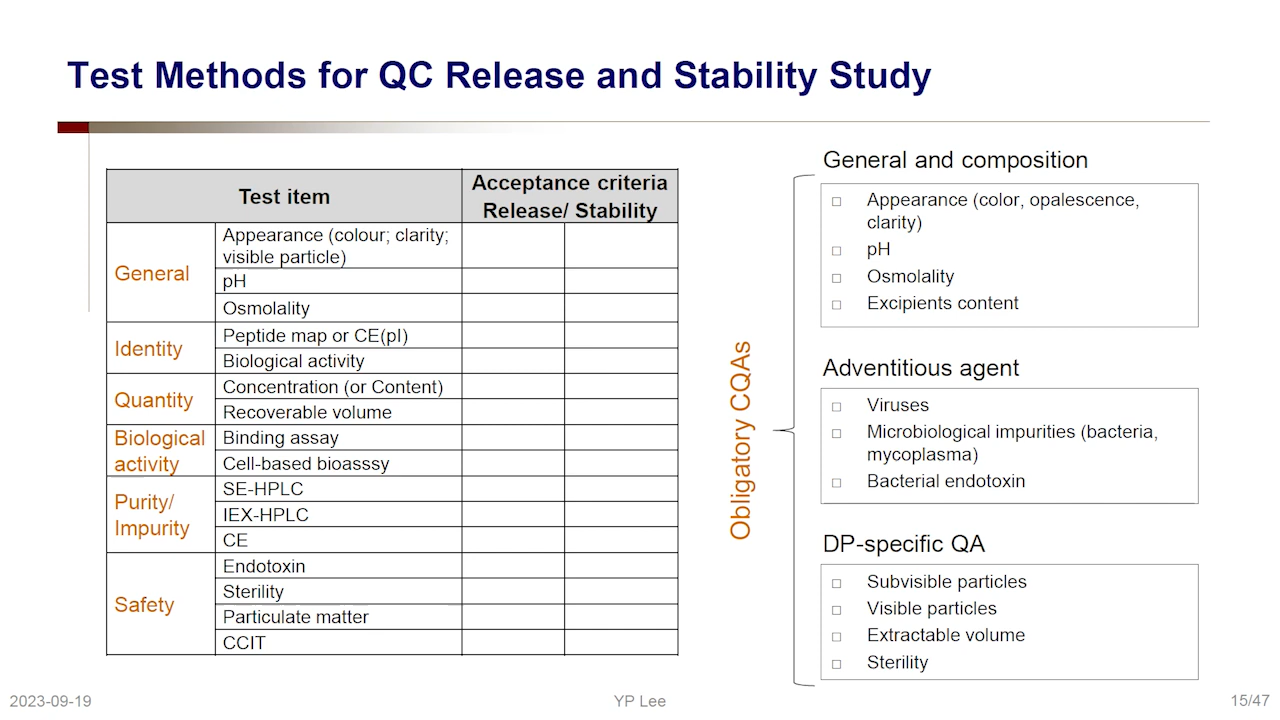 Test Methods for QC Release and Stability Study
Test item
Acceptance criteria
Release/ Stability
General
Appearance (colour; clarity;
visible particle)
pH
Osmolality
Identity
Peptide map or CE(pI)
Biological activity
Quantity
Concentration (or Content)
Recoverable volume
Biological
activity
Binding assay
Cell-based bioasssy
Purity/
Impurity
SE-HPLC
IEX-HPLC
CE
Safety
Endotoxin
Sterility
Particulate matter
CCIT
Obligatory CQAs
General and composition
Appearance (color, opalescence,
clarity)
pH
Osmolality
Excipients content
Adventitious agent
Viruses
Microbiological impurities (bacteria,
mycoplasma)
Bacterial endotoxin
DP-specific QA
Subvisible particles
Visible particles
Extractable volume
Sterility
2023-09-19
YP Lee
15/47